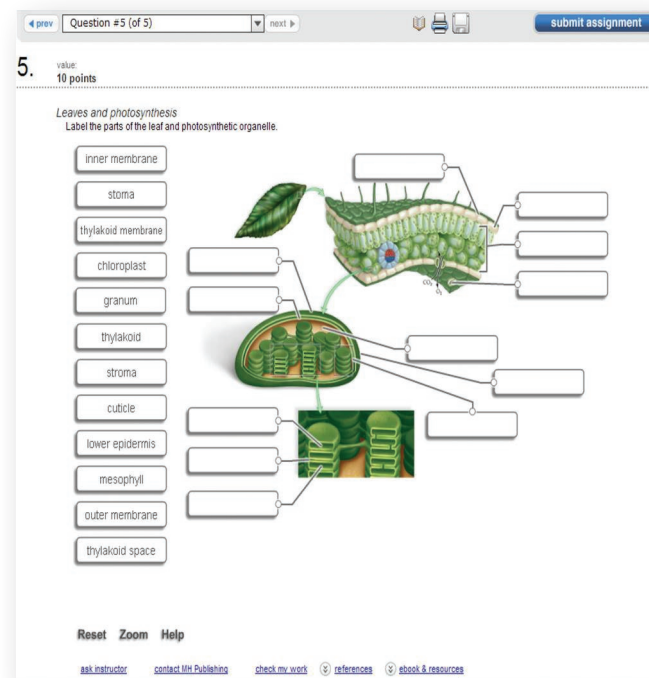 prev Question #5 (of 5) next submit assignment
5. value:
10 points
Leaves and photosynthesis
Label the parts of the leaf and photosynthetic organelle.
inner membrane
stoma
thylakoid membrane
chloroplast
granum
thylakoid
stroma
cuticle
lower epidermis
mesophyll
outer membrane
thylakoid space
CO₂
O₂
Reset Zoom Help
ask instructor contact MH Publishing check my work references ebook & resources